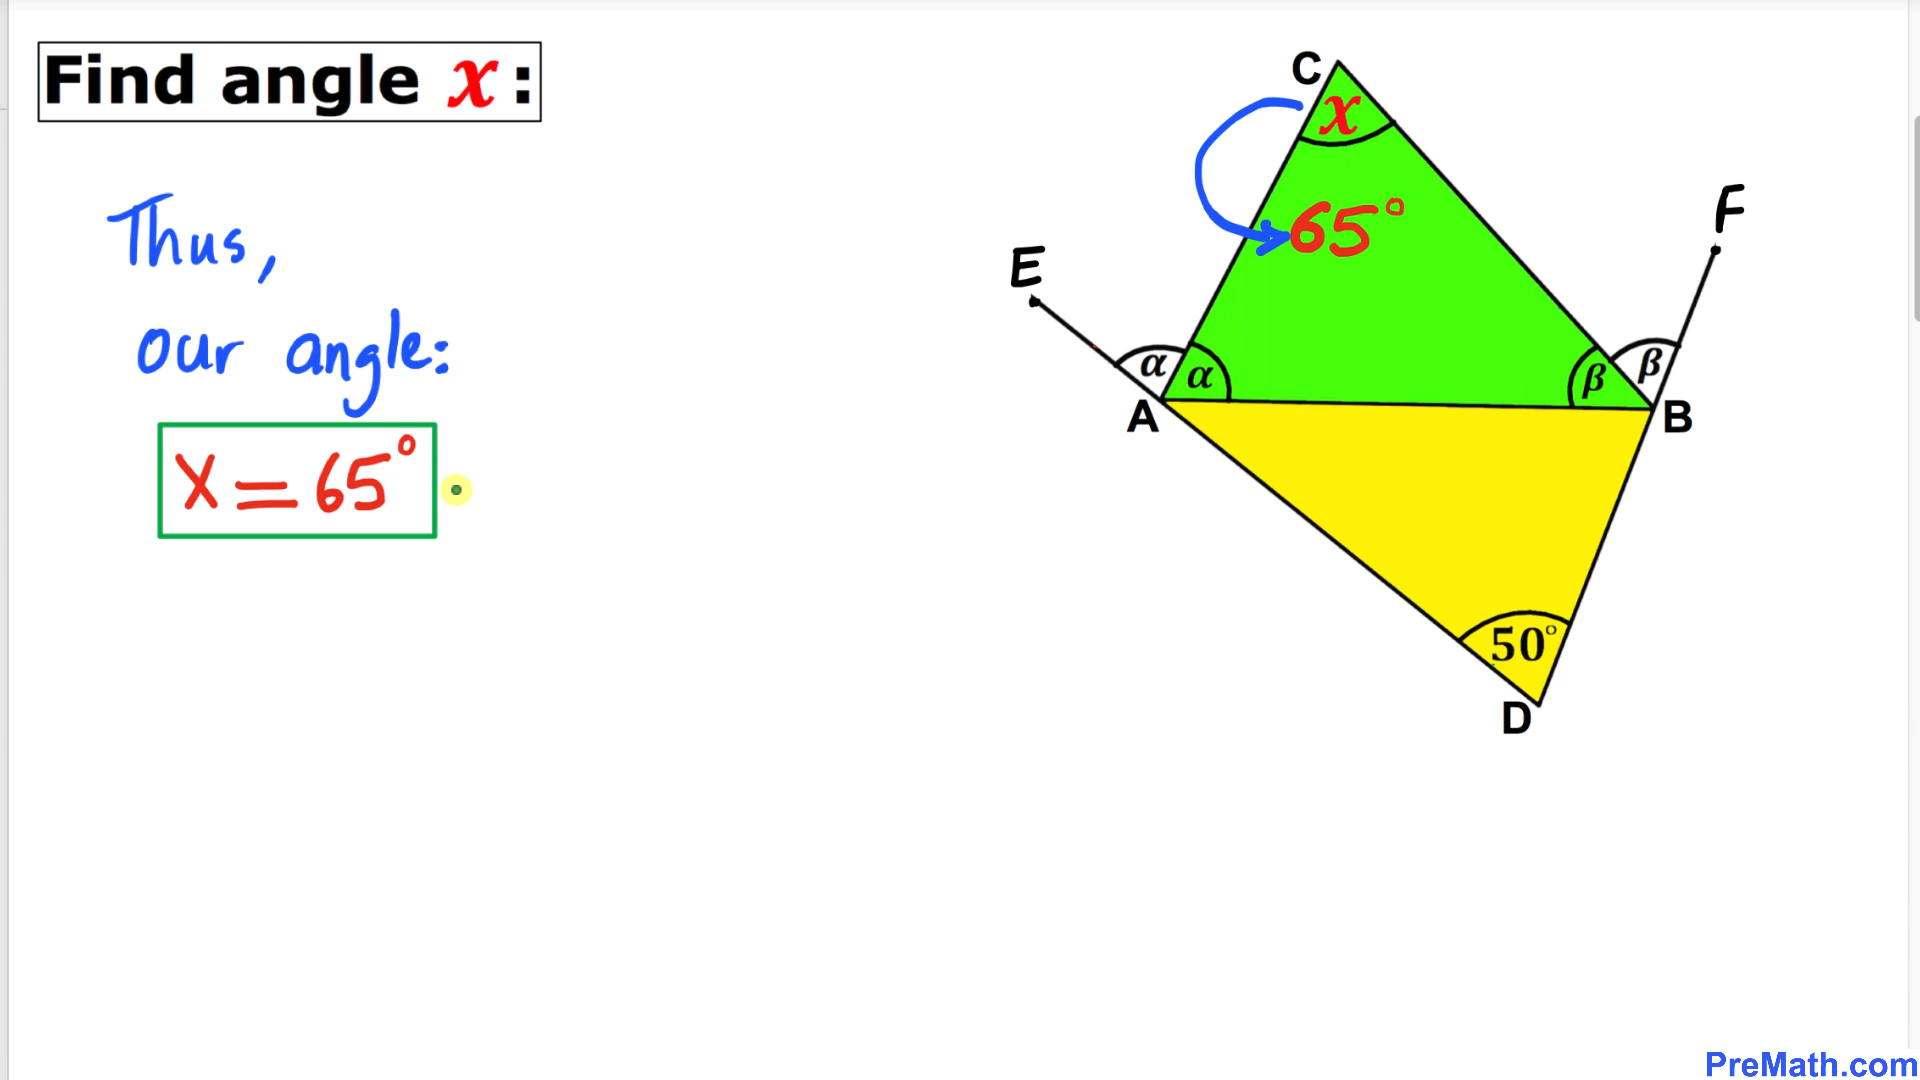 Find angle x :
C
x
Thus,
F
65°
E
our angle:
α α
β β
A
B
x = 65°
50°
D
PreMath.com